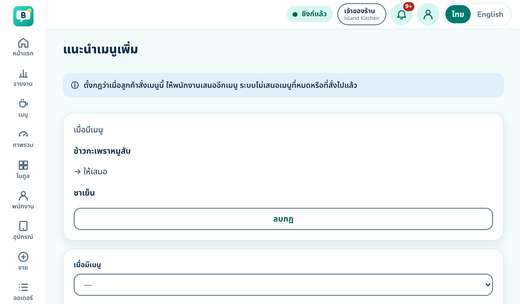 B
ซิงก์แล้ว
เจ้าของร้าน
Island Kitchen
9+
ไทย
English
หน้าแรก
รายงาน
เมนู
ภาพรวม
โมดูล
พนักงาน
อุปกรณ์
ขาย
ออเดอร์
แนะนำเมนูเพิ่ม
ตั้งกฎว่าเมื่อลูกค้าสั่งเมนูนี้ ให้พนักงานเสนออีกเมนู ระบบไม่เสนอเมนูที่หมดหรือที่สั่งไปแล้ว
เมื่อมีเมนู
ข้าวกะเพราหมูสับ
→ ให้เสนอ
ชาเย็น
ลบกฎ
เมื่อมีเมนู
—